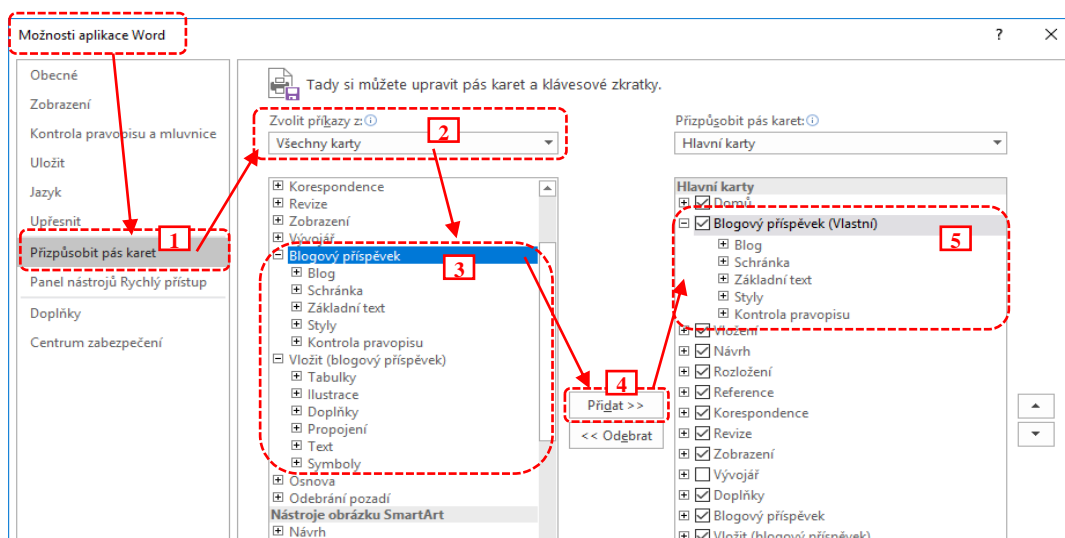 Možnosti aplikace Word
?
Obecné
Zobrazení
Kontrola pravopisu a mluvnice
Uložit
Jazyk
Upřesnit
Přizpůsobit pás karet
1
Panel nástrojů Rychlý přístup
Doplňky
Centrum zabezpečení
Tady si můžete upravit pás karet a klávesové zkratky.
Zvolit příkazy z:
2
Všechny karty
Korespondence
Revize
Zobrazení
Vývojář
Blogový příspěvek
3
Blog
Schránka
Základní text
Styly
Kontrola pravopisu
Vložit (blogový příspěvek)
Tabulky
Ilustrace
Doplňky
Propojení
Text
Symboly
Osnova
Odebrání pozadí
Nástroje obrázku SmartArt
Návrh
4
Přidat >>
<< Odebrat
Přizpůsobit pás karet:
Hlavní karty
Hlavní karty
Domů
Blogový příspěvek (Vlastní)
5
Blog
Schránka
Základní text
Styly
Kontrola pravopisu
Vložení
Návrh
Rozložení
Reference
Korespondence
Revize
Zobrazení
Vývojář
Doplňky
Blogový příspěvek
Vložit (blogový příspěvek)